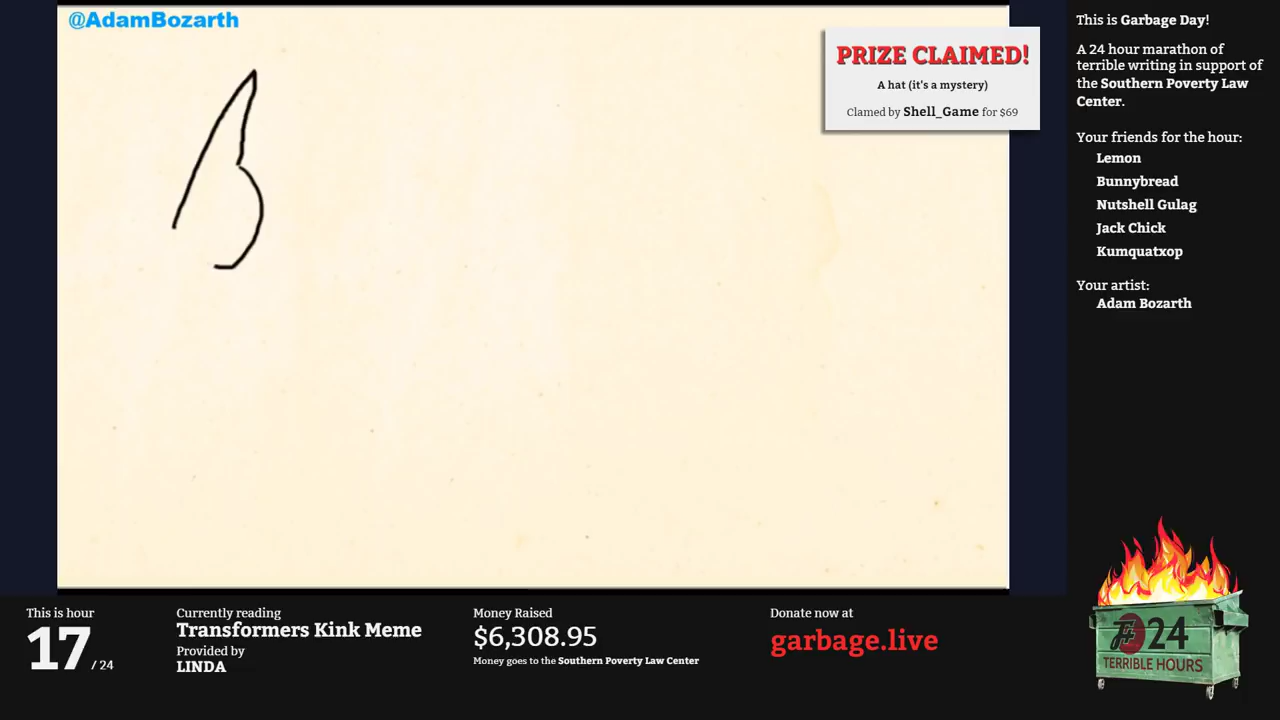 @AdamBozarth
PRIZE CLAIMED!
A hat (it's a mystery)
Clamed by Shell_Game for $69
This is Garbage Day!
A 24 hour marathon of
terrible writing in support of
the Southern Poverty Law
Center.
Your friends for the hour:
Lemon
Bunnybread
Nutshell Gulag
Jack Chick
Kumquatxop
Your artist:
Adam Bozarth
This is hour
17 / 24
Currently reading
Transformers Kink Meme
Provided by
LINDA
Money Raised
$6,308.95
Money goes to the Southern Poverty Law Center
Donate now at
garbage.live
24
TERRIBLE HOURS